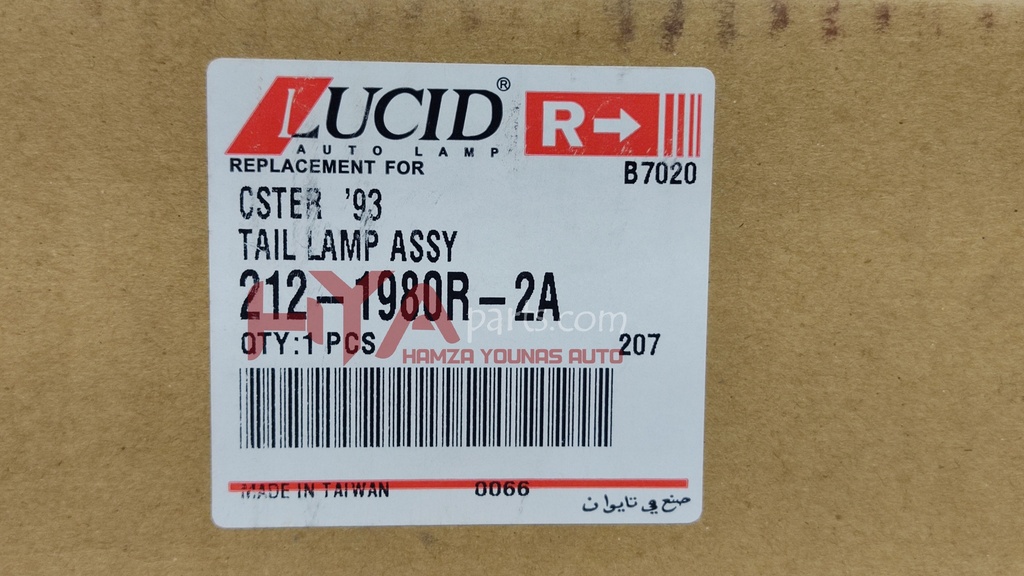 LUCID®
AUTO LAMP
R→
REPLACEMENT FOR
B7020
CSTER '93
TAIL LAMP ASSY
212-1980R-2A
HYAparts.com
QTY:1 PCS
HAMZA YOUNAS AUTO
207
MADE IN TAIWAN 0066
صنع في تايوان